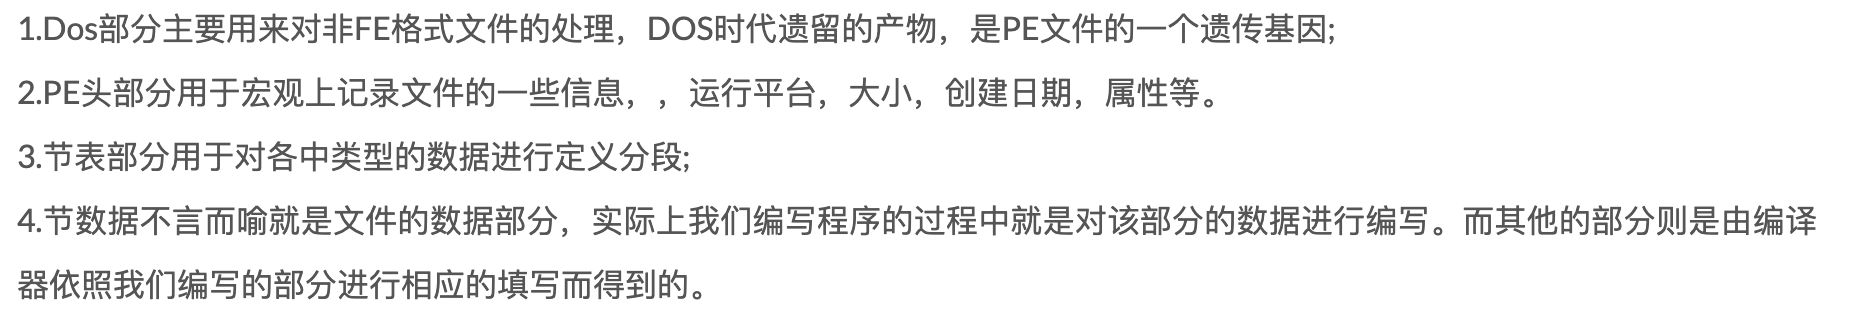 1.Dos部分主要用来对非FE格式文件的处理，DOS时代遗留的产物，是PE文件的一个遗传基因;
2.PE头部分用于宏观上记录文件的一些信息，，运行平台，大小，创建日期，属性等。
3.节表部分用于对各中类型的数据进行定义分段;
4.节数据不言而喻就是文件的数据部分，实际上我们编写程序的过程中就是对该部分的数据进行编写。而其他的部分则是由编译
器依照我们编写的部分进行相应的填写而得到的。